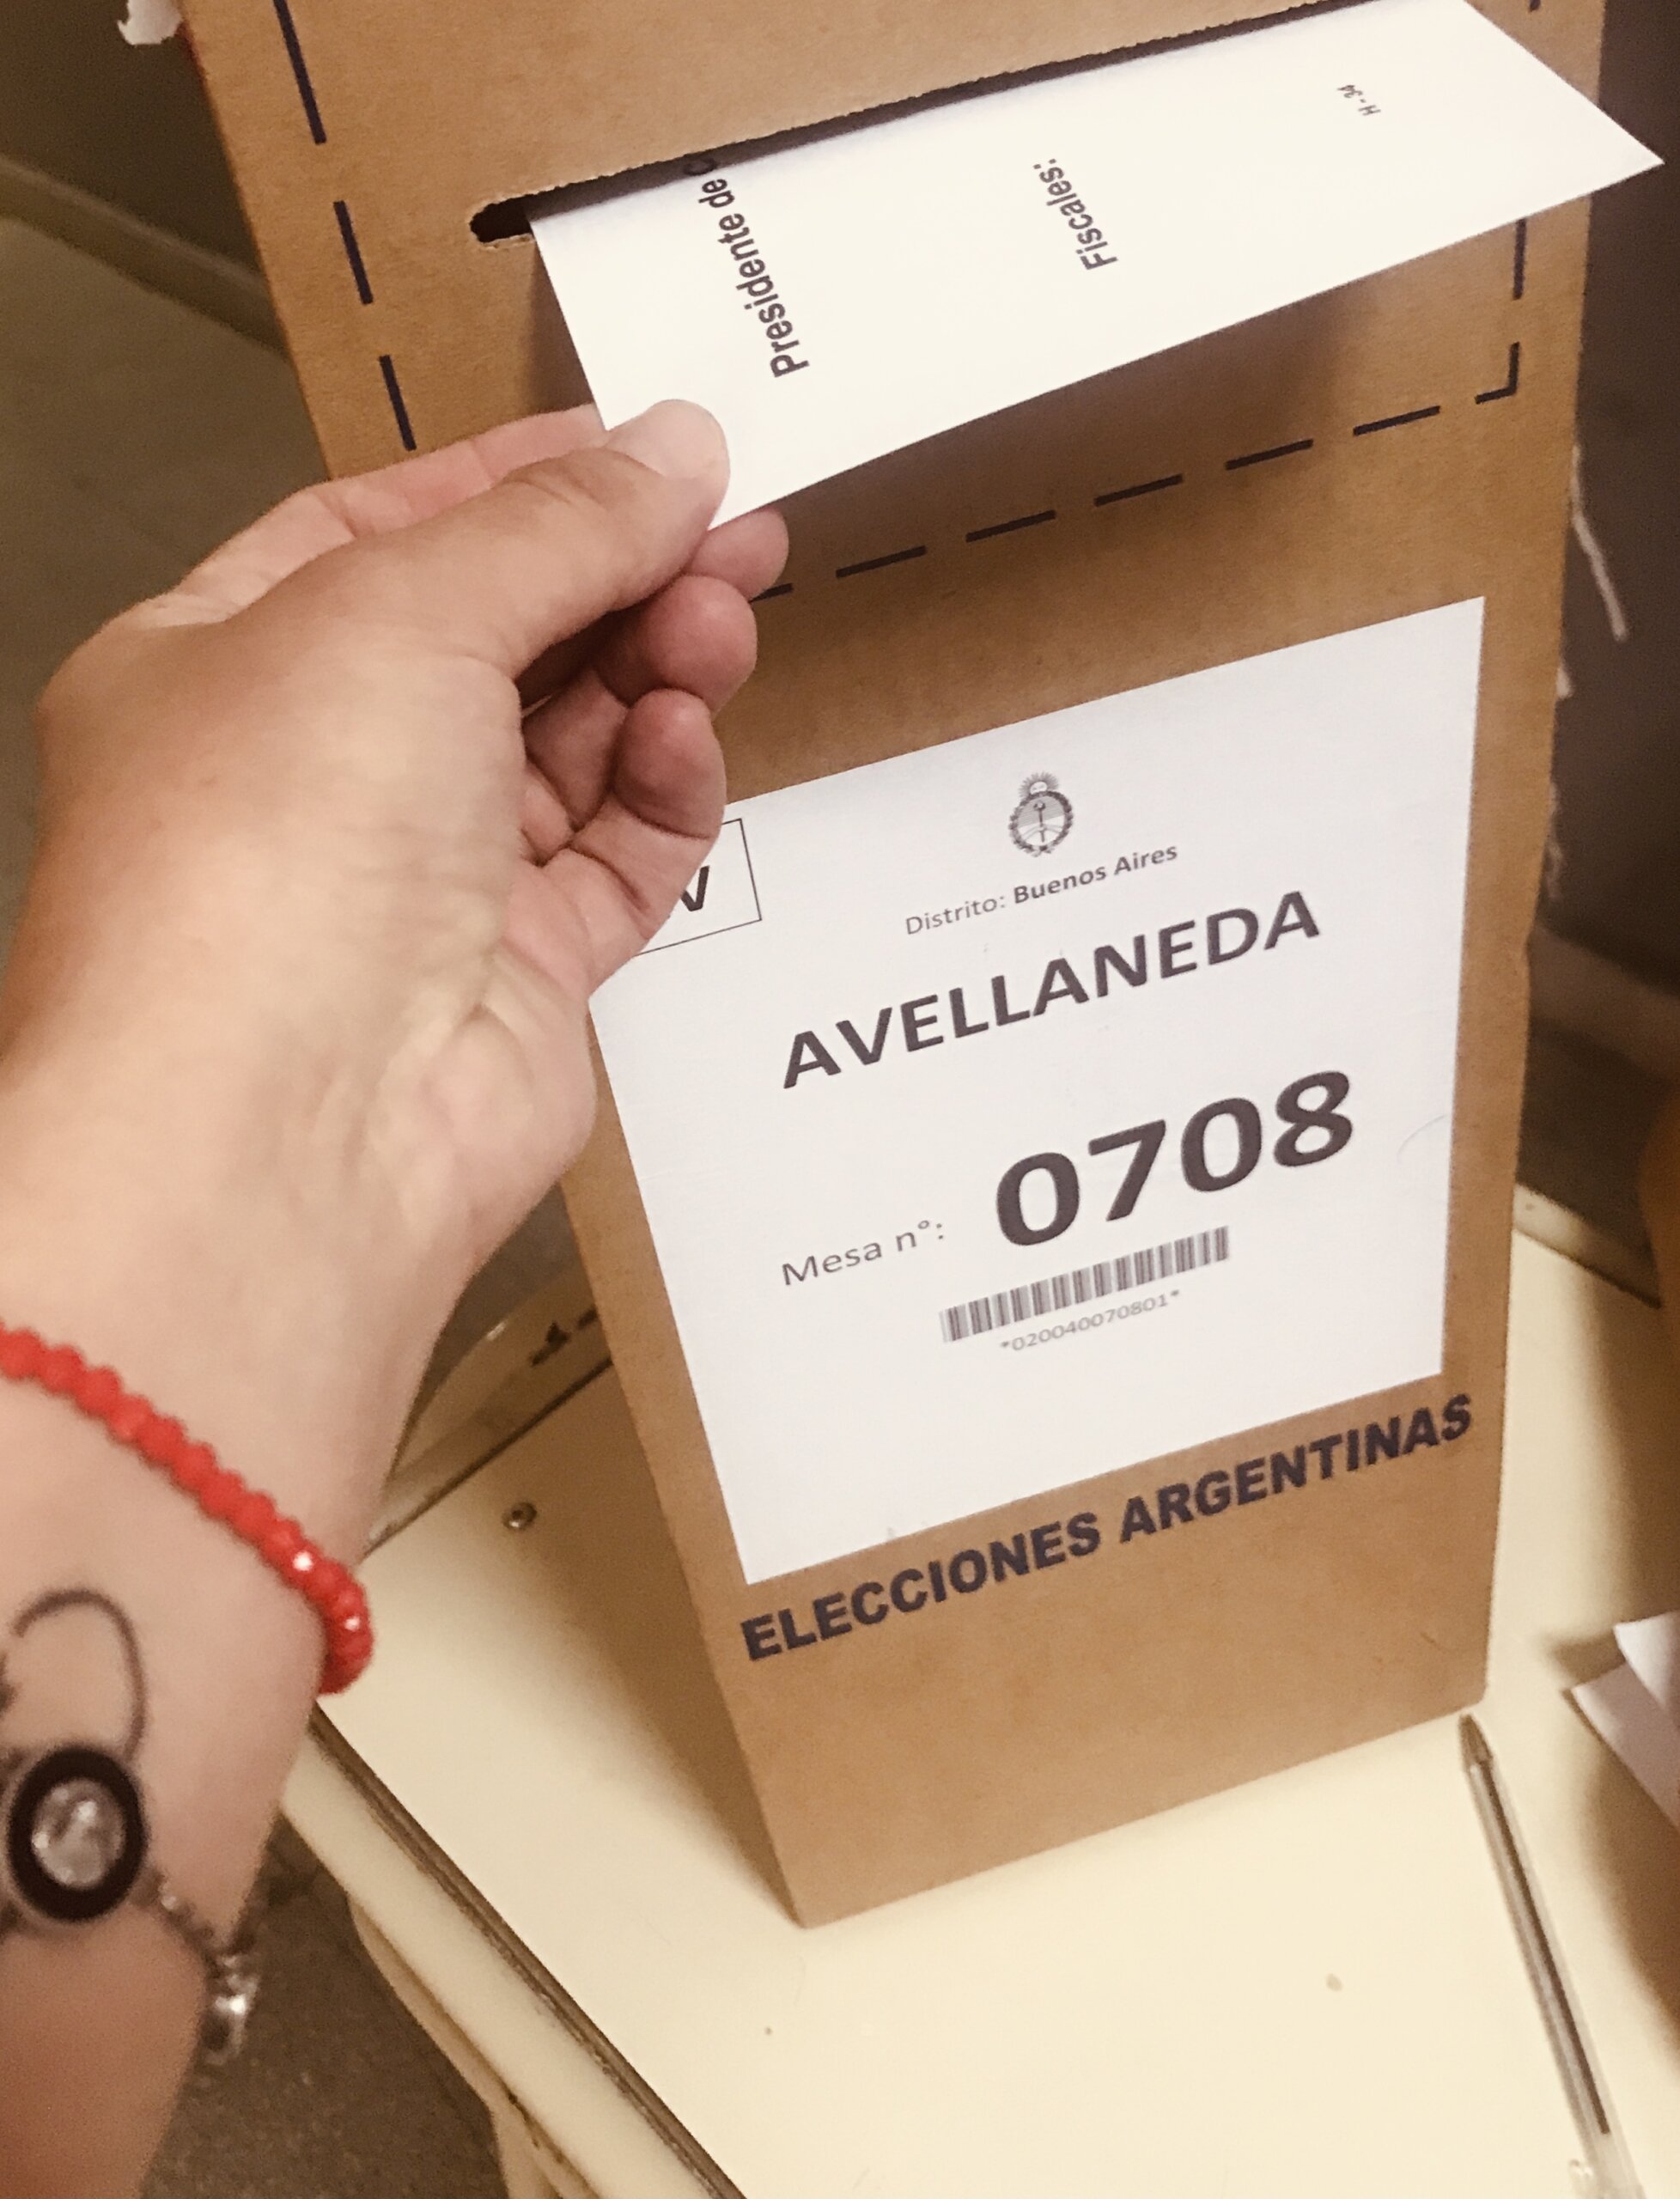 Presidente de
Fiscales:
H - 34
Distrito: Buenos Aires
AVELLANEDA
Mesa n°: 0708
*020040070801*
ELECCIONES ARGENTINAS